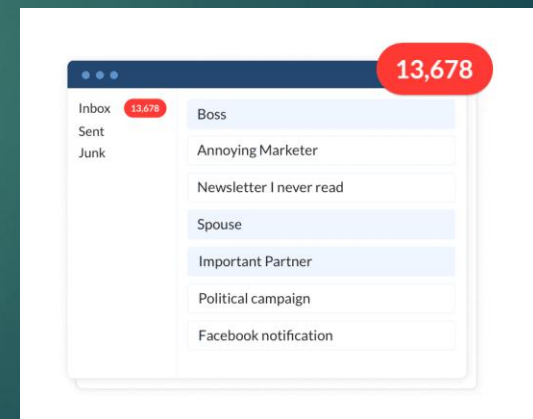 13,678
Inbox 13,678
Sent
Junk
Boss
Annoying Marketer
Newsletter I never read
Spouse
Important Partner
Political campaign
Facebook notification